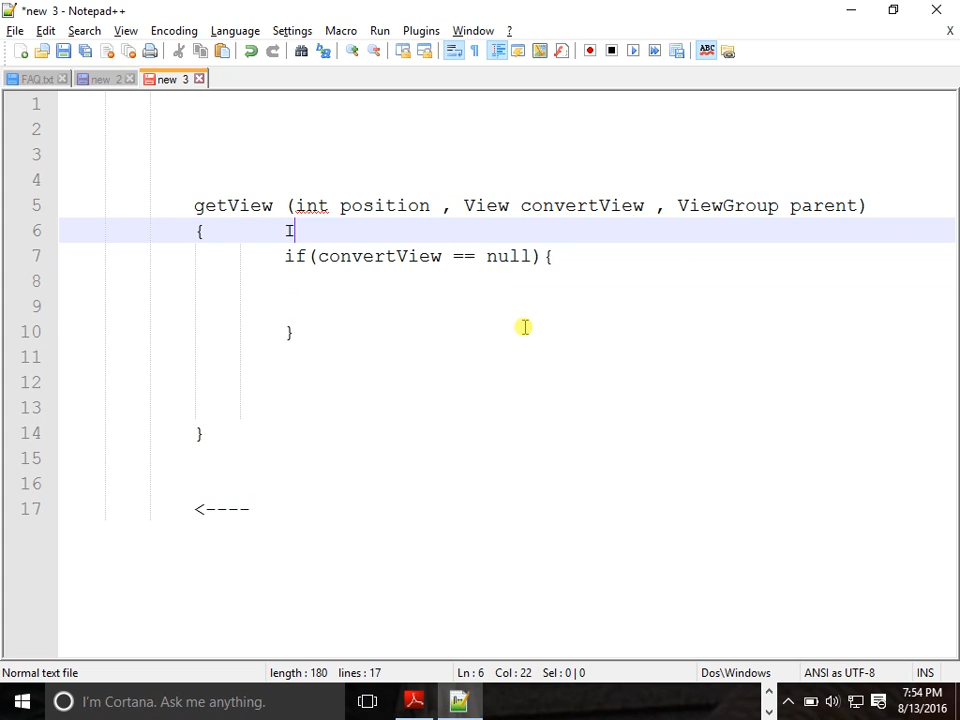 *new 3 - Notepad++
File Edit Search View Encoding Language Settings Macro Run Plugins Window ? X
ABC
FAQ.txt new 2 new 3
1
2
3
4
5 getView (int position , View convertView , ViewGroup parent)
6 { I
7 if(convertView == null){
8
9
10 }
11
12
13
14 }
15
16
17 <----
Normal text file length : 180 lines : 17 Ln : 6 Col : 22 Sel : 0 | 0 Dos\Windows ANSI as UTF-8 INS
I'm Cortana. Ask me anything. 7:54 PM
8/13/2016